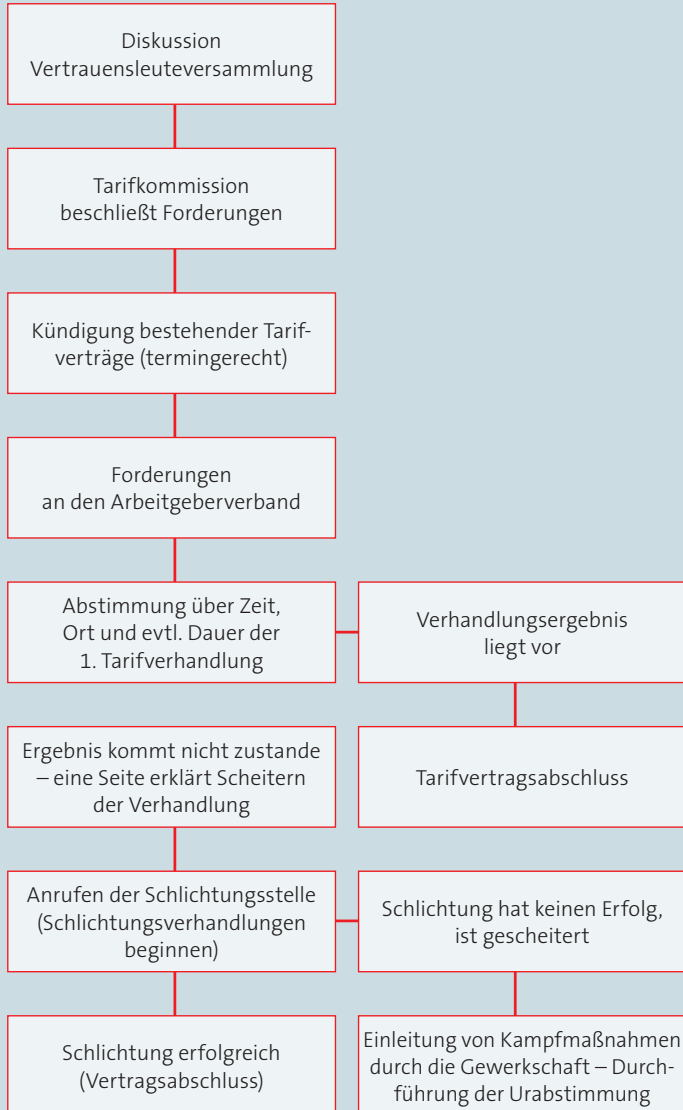 Diskussion
Vertrauensleuteversammlung
Tarifkommission
beschließt Forderungen
Kündigung bestehender Tarif-
verträge (termingerecht)
Forderungen
an den Arbeitgeberverband
Abstimmung über Zeit,
Ort und evtl. Dauer der
1. Tarifverhandlung
Verhandlungsergebnis
liegt vor
Ergebnis kommt nicht zustande
– eine Seite erklärt Scheitern
der Verhandlung
Tarifvertragsabschluss
Anrufen der Schlichtungsstelle
(Schlichtungsverhandlungen
beginnen)
Schlichtung hat keinen Erfolg,
ist gescheitert
Schlichtung erfolgreich
(Vertragsabschluss)
Einleitung von Kampfmaßnahmen
durch die Gewerkschaft – Durch-
führung der Urabstimmung